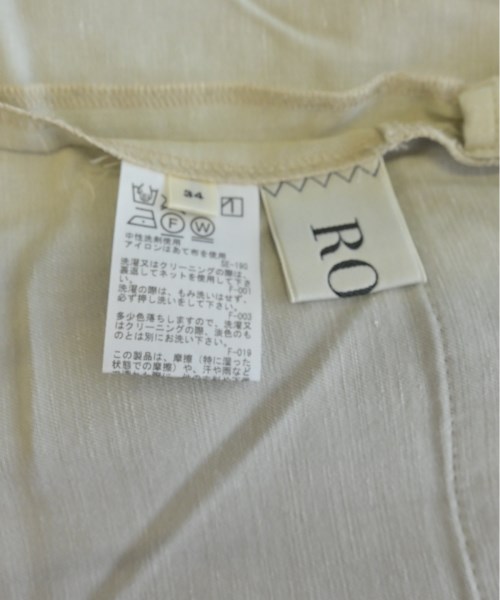 34
F W
中性洗剤使用
アイロンはあて布を使用
SE-190
洗濯又はクリーニングの際は、
裏返してネットを使用して下さ
い。
F-001
洗濯の際は、もみ洗いはせず、
必ず押し洗いをして下さい。
F-003
多少色落ちしますので、洗濯又
はクリーニングの際、淡色のも
のとは別にお洗い下さい。
F-019
この製品は、摩擦（特に湿った
状態での摩擦）や、汗や雨など
RO